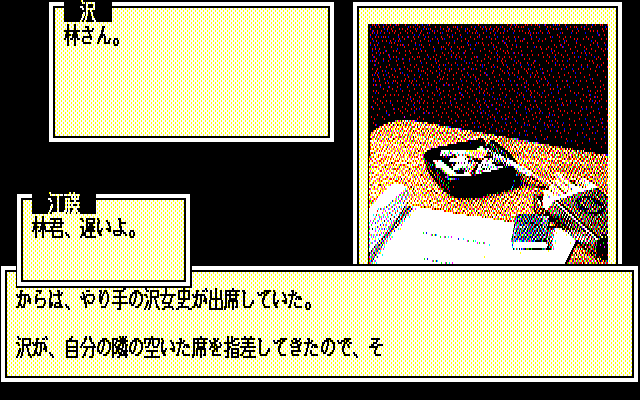 沢
林さん。
江蕨
林君、遅いよ。
からは、やり手の沢女史が出席していた。
沢が、自分の隣の空いた席を指差してきたので、そ